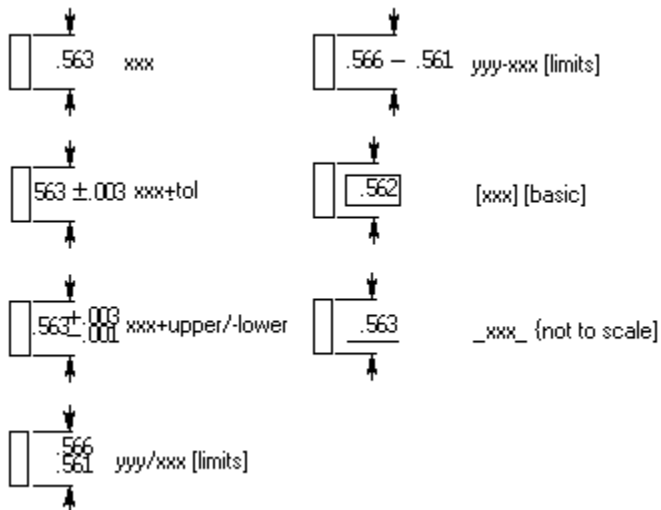 .563 xxx
.566 – .561 yyy-xxx [limits]
563 ±.003 xxx±tol
.562 [xxx] [basic]
.563 +.003 -.001 xxx+upper/-lower
.563 _xxx_ {not to scale]
.566
.561 yyy/xxx [limits]